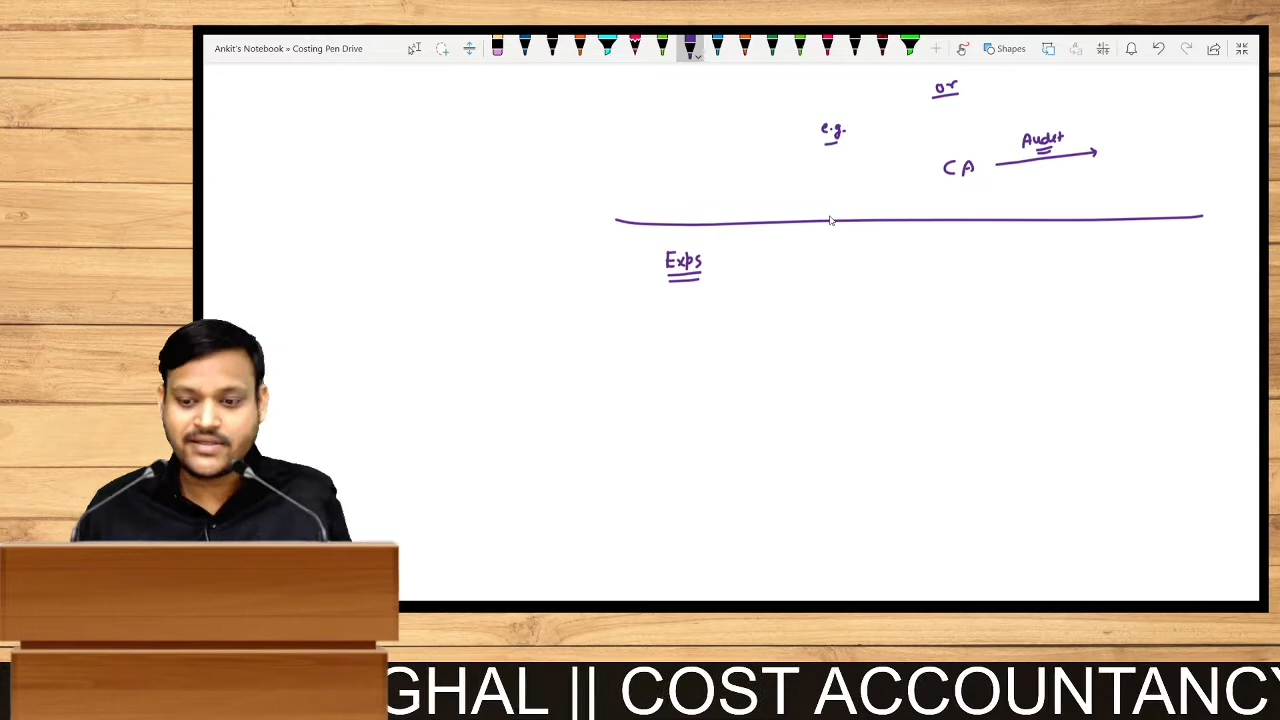 Ankit's Notebook » Costing Pen Drive
Shapes
or
e.g.
Audit
CA
Exps
GHAL || COST ACCOUNTANCY